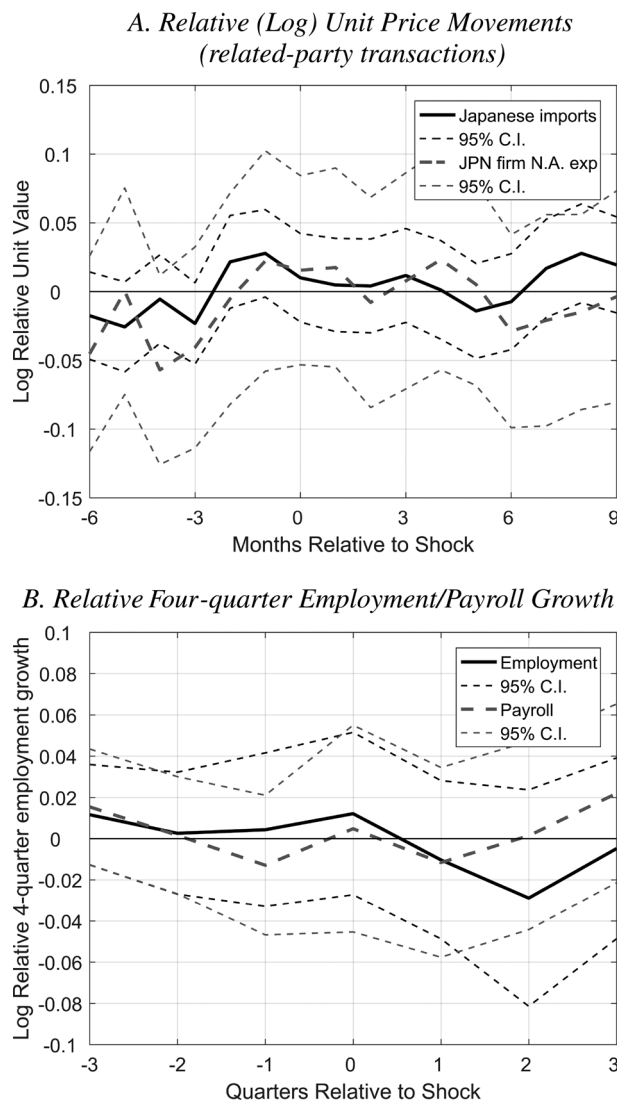 A. Relative (Log) Unit Price Movements
(related-party transactions)
Log Relative Unit Value
0.15
0.1
0.05
0
-0.05
-0.1
-0.15
Japanese imports
95% C.I.
JPN firm N.A. exp
95% C.I.
-6 -3 0 3 6 9
Months Relative to Shock
B. Relative Four-quarter Employment/Payroll Growth
Log Relative 4-quarter employment growth
0.1
0.08
0.06
0.04
0.02
0
-0.02
-0.04
-0.06
-0.08
-0.1
Employment
95% C.I.
Payroll
95% C.I.
-3 -2 -1 0 1 2 3
Quarters Relative to Shock